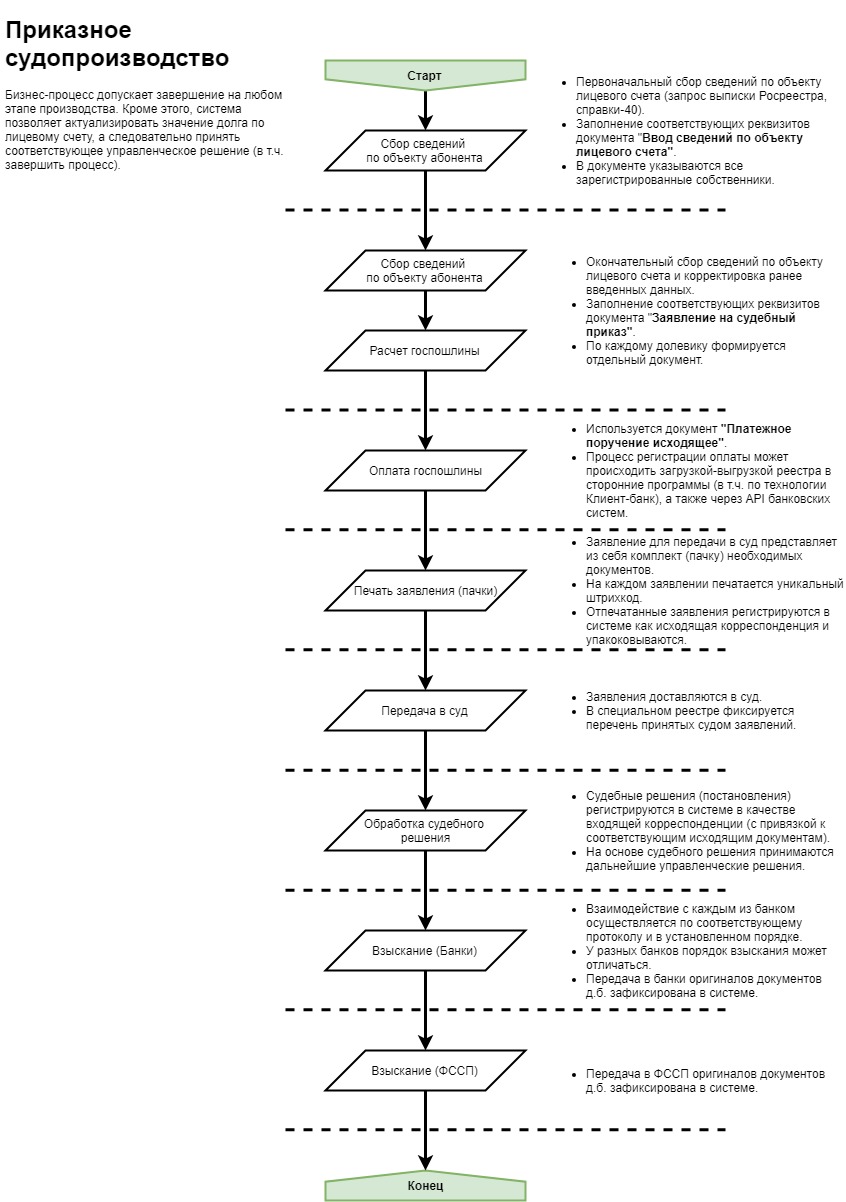 Приказное
судопроизводство
Бизнес-процесс допускает завершение на любом
этапе производства. Кроме этого, система
позволяет актуализировать значение долга по
лицевому счету, а следовательно принять
соответствующее управленческое решение (в т.ч.
завершить процесс).
Старт
Первоначальный сбор сведений по объекту
лицевого счета (запрос выписки Росреестра,
справки-40).
Заполнение соответствующих реквизитов
документа "Ввод сведений по объекту
лицевого счета".
В документе указываются все
зарегистрированные собственники.
Сбор сведений
по объекту абонента
Сбор сведений
по объекту абонента
Окончательный сбор сведений по объекту
лицевого счета и корректировка ранее
введенных данных.
Заполнение соответствующих реквизитов
документа "Заявление на судебный
приказ".
По каждому долевику формируется
отдельный документ.
Расчет госпошлины
Используется документ "Платежное
поручение исходящее".
Процесс регистрации оплаты может
происходить загрузкой-выгрузкой реестра в
сторонние программы (в т.ч. по технологии
Клиент-банк), а также через API банковских
систем.
Оплата госпошлины
Заявление для передачи в суд представляет
из себя комплект (пачку) необходимых
документов.
На каждом заявлении печатается уникальный
штрихкод.
Отпечатанные заявления регистрируются в
системе как исходящая корреспонденция и
упакоковываются.
Печать заявления (пачки)
Передача в суд
Заявления доставляются в суд.
В специальном реестре фиксируется
перечень принятых судом заявлений.
Обработка судебного
решения
Судебные решения (постановления)
регистрируются в системе в качестве
входящей корреспонденции (с привязкой к
соответствующим исходящим документам).
На основе судебного решения принимаются
дальнейшие управленческие решения.
Взыскание (Банки)
Взаимодействие с каждым из банком
осуществляется по соответствующему
протоколу и в установленном порядке.
У разных банков порядок взыскания может
отличаться.
Передача в банки оригиналов документов
д.б. зафиксирована в системе.
Взыскание (ФССП)
Передача в ФССП оригиналов документов
д.б. зафиксирована в системе.
Конец